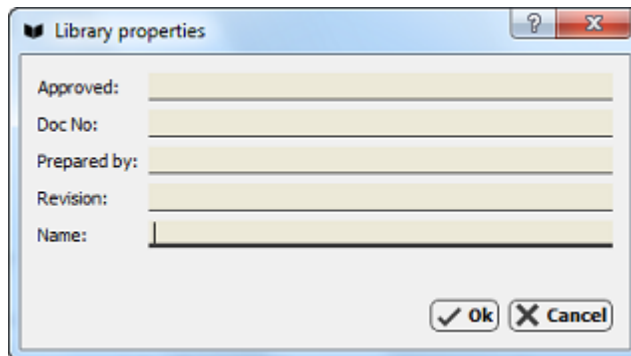 Library properties
Approved:
Doc No:
Prepared by:
Revision:
Name:
Ok Cancel